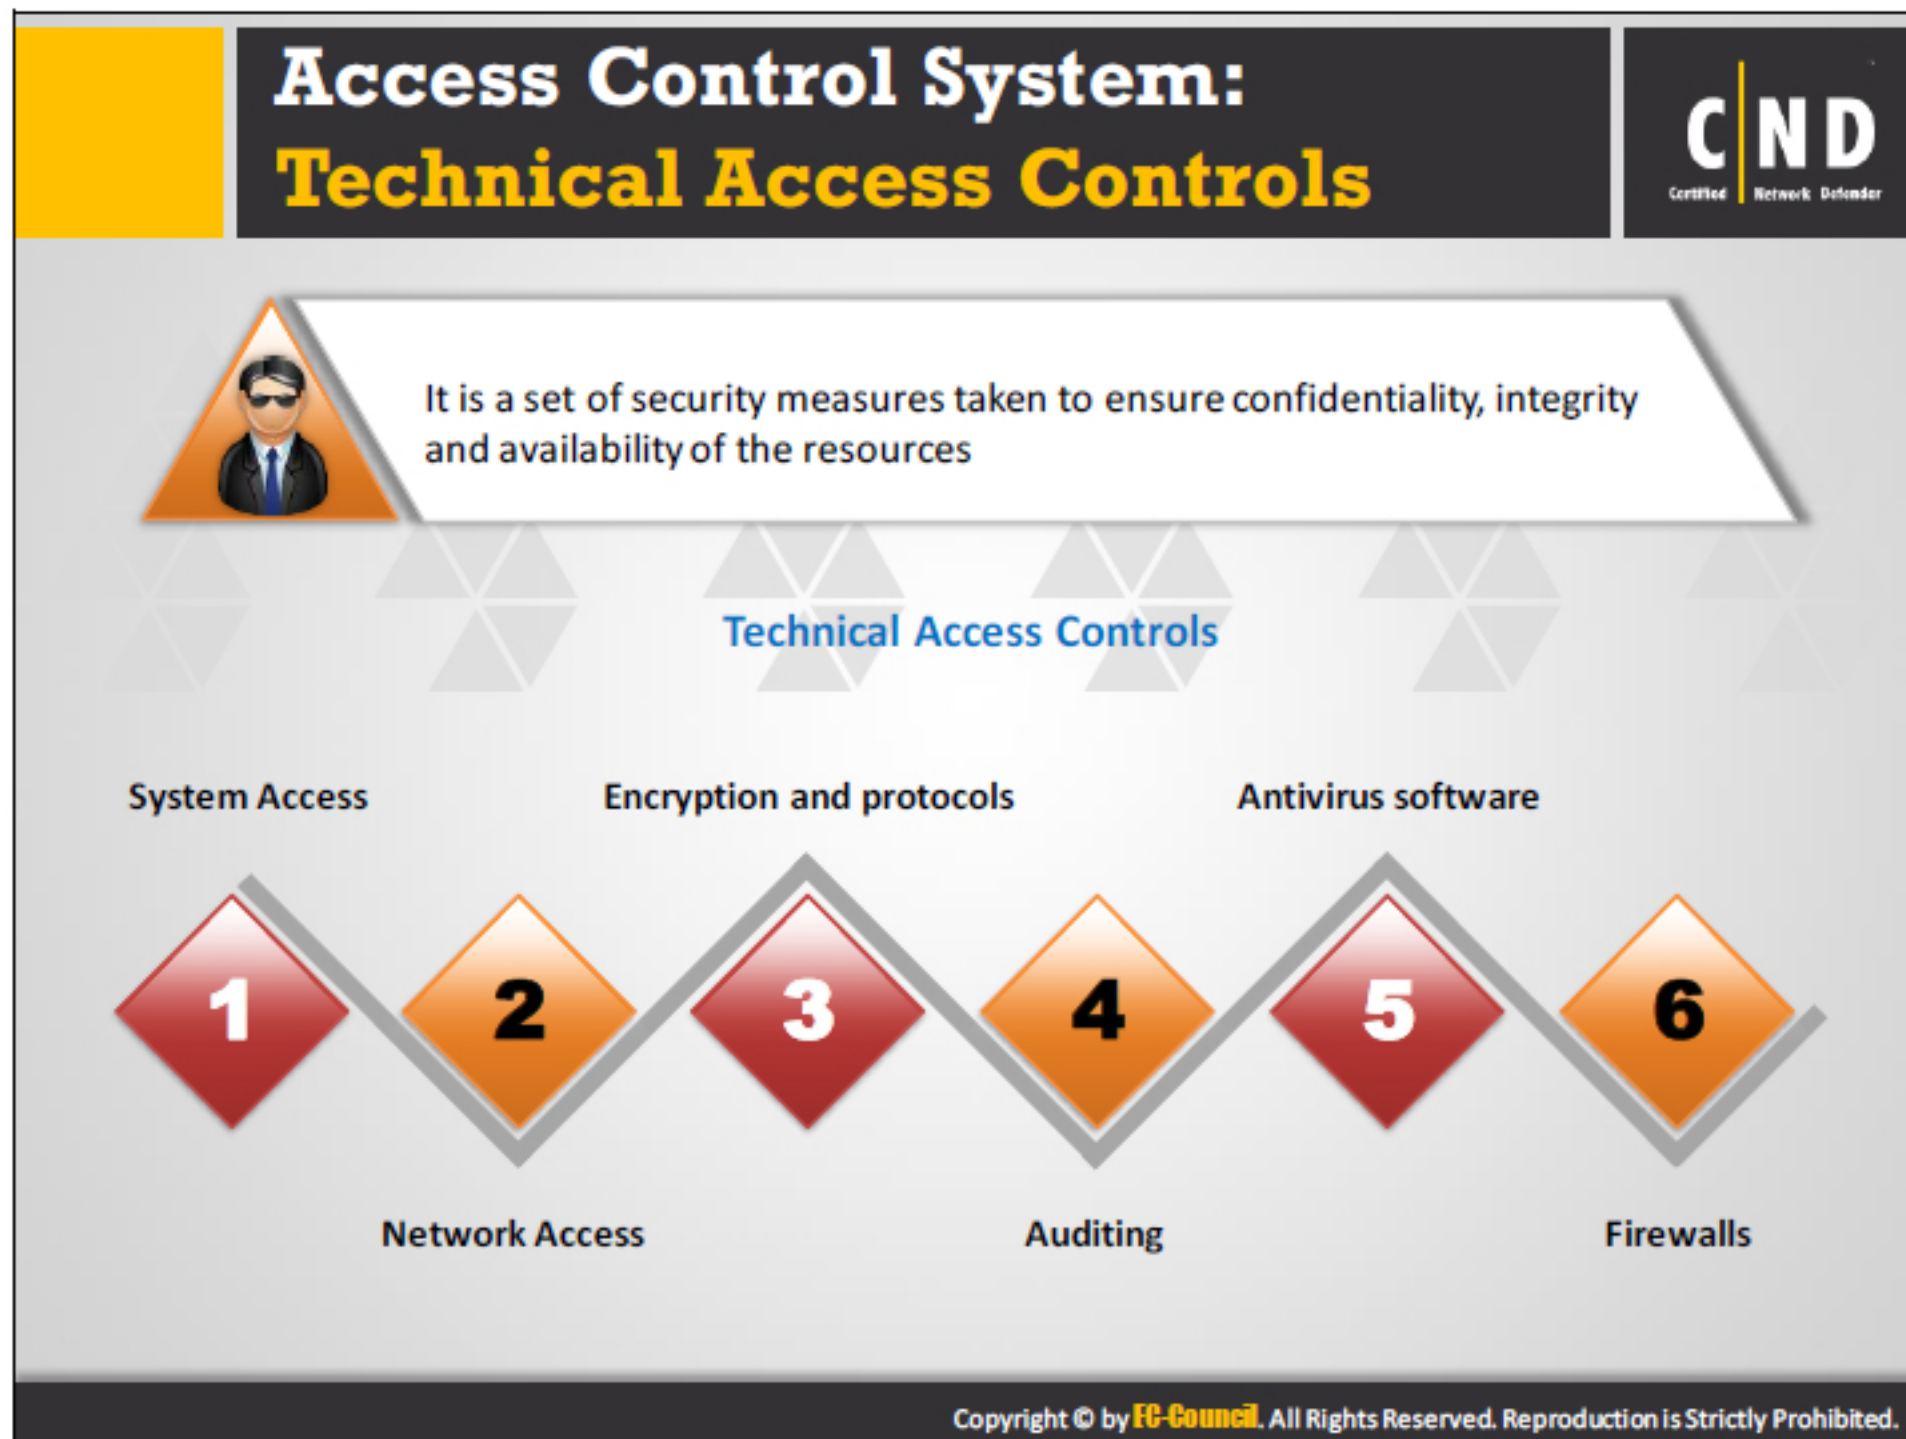 Access Control System:
Technical Access Controls
C N D
Certified Network Defender
It is a set of security measures taken to ensure confidentiality, integrity
and availability of the resources
Technical Access Controls
System Access
Encryption and protocols
Antivirus software
1
2
3
4
5
6
Network Access
Auditing
Firewalls
Copyright © by EC-Council. All Rights Reserved. Reproduction is Strictly Prohibited.